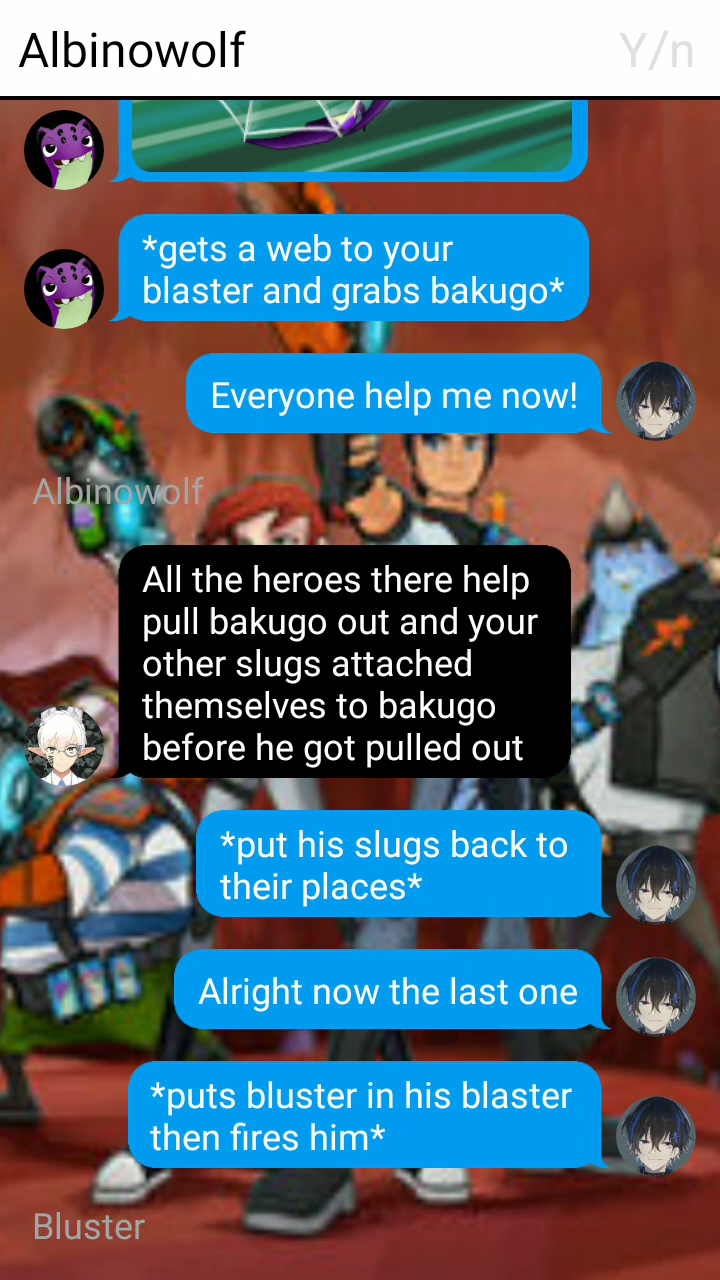 Albinowolf
Y/n
*gets a web to your
blaster and grabs bakugo*
Everyone help me now!
Albinowolf
All the heroes there help
pull bakugo out and your
other slugs attached
themselves to bakugo
before he got pulled out
*put his slugs back to
their places*
Alright now the last one
*puts bluster in his blaster
then fires him*
Bluster